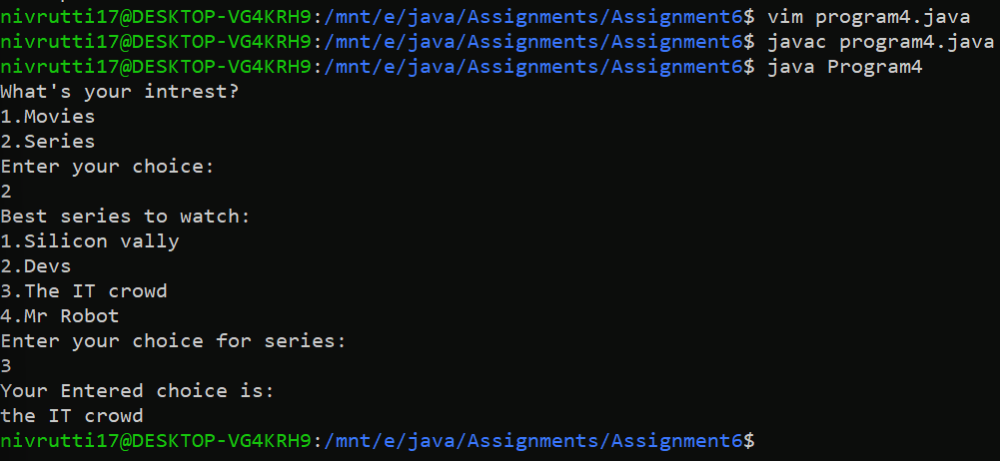 nivrutti17@DESKTOP-VG4KRH9:/mnt/e/java/Assignments/Assignment6$ vim program4.java
nivrutti17@DESKTOP-VG4KRH9:/mnt/e/java/Assignments/Assignment6$ javac program4.java
nivrutti17@DESKTOP-VG4KRH9:/mnt/e/java/Assignments/Assignment6$ java Program4
What's your intrest?
1.Movies
2.Series
Enter your choice:
2
Best series to watch:
1.Silicon vally
2.Devs
3.The IT crowd
4.Mr Robot
Enter your choice for series:
3
Your Entered choice is:
the IT crowd
nivrutti17@DESKTOP-VG4KRH9:/mnt/e/java/Assignments/Assignment6$